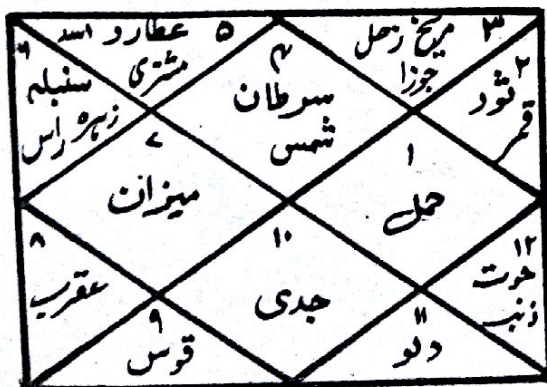 ۳ مریخ زحل
جوزا
۴
سرطان
شمس
۵ عطارد اسد
مشتری
۶
سنبلہ
زہرہ راس
۲
ثور
قمر
۷
میزان
۱
حمل
۸
عقرب
۱۰
جدی
۱۲
حوت
ذنب
۹
قوس
۱۱
دلو